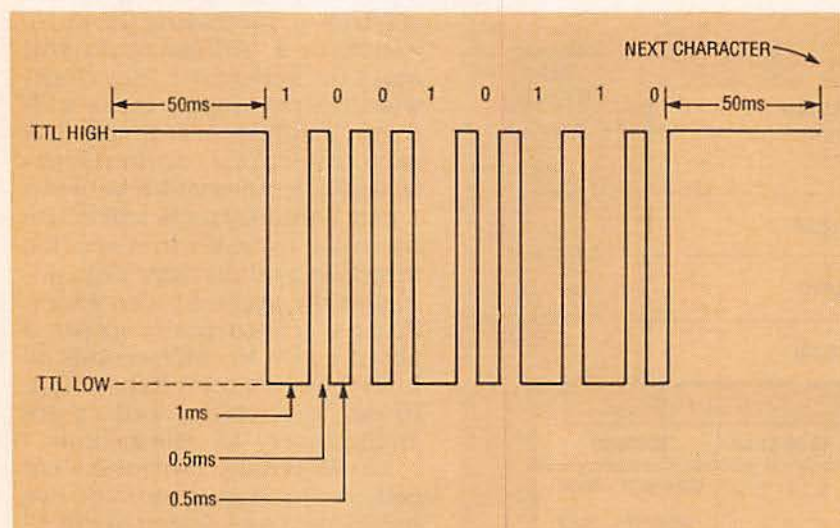 NEXT CHARACTER
50ms 1 0 0 1 0 1 1 0 50ms
TTL HIGH
TTL LOW
1ms
0.5ms
0.5ms